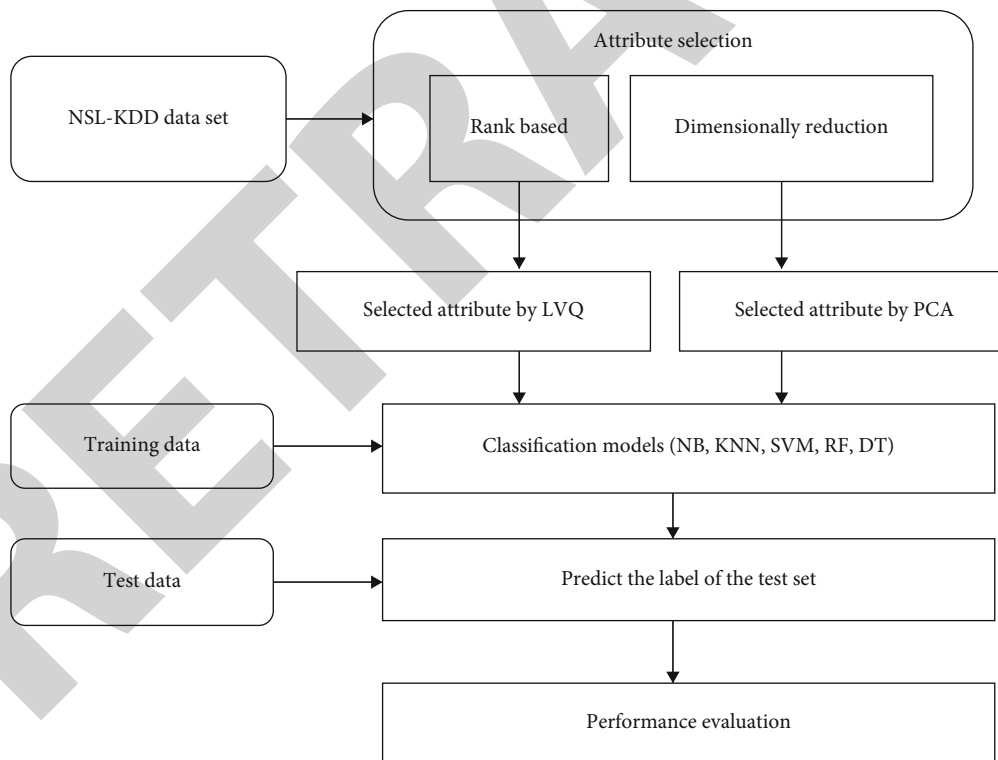 Attribute selection
NSL-KDD data set
Rank based
Dimensionally reduction
Selected attribute by LVQ
Selected attribute by PCA
Training data
Classification models (NB, KNN, SVM, RF, DT)
Test data
Predict the label of the test set
Performance evaluation
RETRA